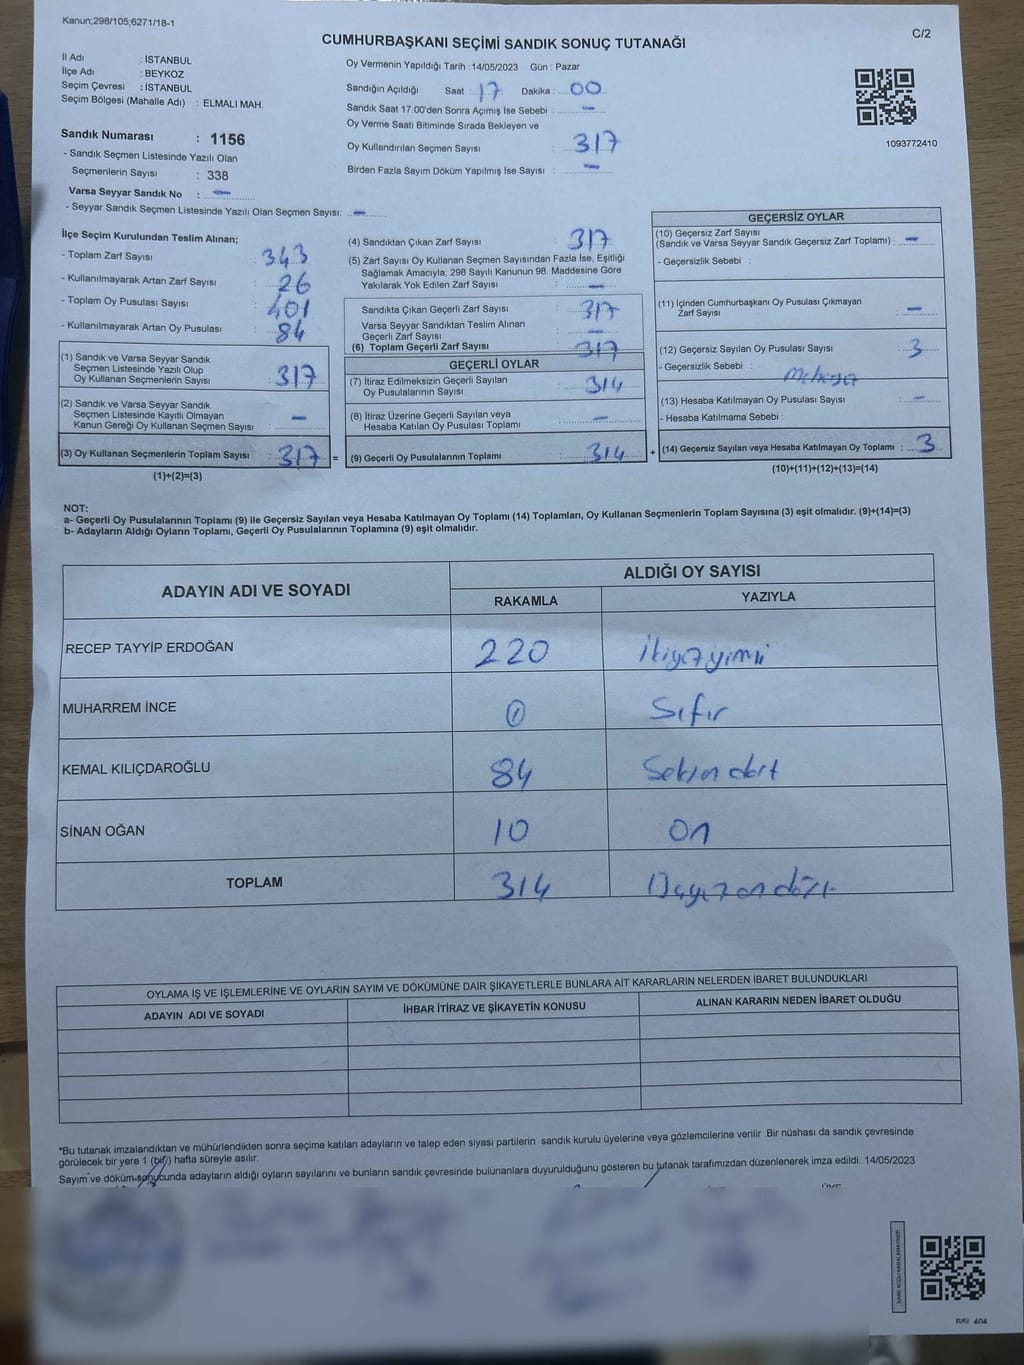 Kanun;298/105;6271/18-1
C/2
CUMHURBAŞKANI SEÇİMİ SANDIK SONUÇ TUTANAĞI
İl Adı : İSTANBUL
İlçe Adı : BEYKOZ
Seçim Çevresi : İSTANBUL
Seçim Bölgesi (Mahalle Adı) : ELMALI MAH.
Sandık Numarası : 1156
- Sandık Seçmen Listesinde Yazılı Olan
Seçmenlerin Sayısı : 338
Varsa Seyyar Sandık No : -
- Seyyar Sandık Seçmen Listesinde Yazılı Olan Seçmen Sayısı: -
Oy Vermenin Yapıldığı Tarih :14/05/2023 Gün : Pazar
Sandığın Açıldığı Saat 17 Dakika : 00
Sandık Saat 17:00'den Sonra Açımış İse Sebebi : -
Oy Verme Saati Bitiminde Sırada Bekleyen ve
Oy Kullandırılan Seçmen Sayısı : 317
Birden Fazla Sayım Döküm Yapılmış İse Sayısı : -
1093772410
İlçe Seçim Kurulundan Teslim Alınan;
- Toplam Zarf Sayısı : 343
- Kullanılmayarak Artan Zarf Sayısı : 26
- Toplam Oy Pusulası Sayısı : 401
- Kullanılmayarak Artan Oy Pusulası : 84
(1) Sandık ve Varsa Seyyar Sandık
Seçmen Listesinde Yazılı Olup
Oy Kullanan Seçmenlerin Sayısı : 317
(2) Sandık ve Varsa Seyyar Sandık
Seçmen Listesinde Kayıtlı Olmayan
Kanun Gereği Oy Kullanan Seçmen Sayısı : -
(3) Oy Kullanan Seçmenlerin Toplam Sayısı : 317 =
(1)+(2)=(3)
(4) Sandıktan Çıkan Zarf Sayısı : 317
(5) Zarf Sayısı Oy Kullanan Seçmen Sayısından Fazla İse, Eşitliği
Sağlamak Amacıyla, 298 Sayılı Kanunun 98. Maddesine Göre
Yakılarak Yok Edilen Zarf Sayısı : -
Sandıkta Çıkan Geçerli Zarf Sayısı : 317
Varsa Seyyar Sandıktan Teslim Alınan
Geçerli Zarf Sayısı : -
(6) Toplam Geçerli Zarf Sayısı : 317
GEÇERLİ OYLAR
(7) İtiraz Edilmeksizin Geçerli Sayılan
Oy Pusulalarının Sayısı : 314
(8) İtiraz Üzerine Geçerli Sayılan veya
Hesaba Katılan Oy Pusulası Toplamı : -
(9) Geçerli Oy Pusulalarının Toplamı : 314 +
GEÇERSİZ OYLAR
(10) Geçersiz Zarf Sayısı
(Sandık ve Varsa Seyyar Sandık Geçersiz Zarf Toplamı) : -
- Geçersizlik Sebebi :
(11) İçinden Cumhurbaşkanı Oy Pusulası Çıkmayan
Zarf Sayısı : -
(12) Geçersiz Sayılan Oy Pusulası Sayısı : 3
- Geçersizlik Sebebi :
(13) Hesaba Katılmayan Oy Pusulası Sayısı : -
- Hesaba Katılmama Sebebi :
(14) Geçersiz Sayılan veya Hesaba Katılmayan Oy Toplamı : 3
(10)+(11)+(12)+(13)=(14)
NOT:
a- Geçerli Oy Pusulalarının Toplamı (9) ile Geçersiz Sayılan veya Hesaba Katılmayan Oy Toplamı (14) Toplamları, Oy Kullanan Seçmenlerin Toplam Sayısına (3) eşit olmalıdır. (9)+(14)=(3)
b- Adayların Aldığı Oyların Toplamı, Geçerli Oy Pusulalarının Toplamına (9) eşit olmalıdır.
ADAYIN ADI VE SOYADI ALDIĞI OY SAYISI
RAKAMLA YAZIYLA
RECEP TAYYİP ERDOĞAN 220 ikiyüzyirmi
MUHARREM İNCE 0 Sıfır
KEMAL KILIÇDAROĞLU 84 Seksen dört
SİNAN OĞAN 10 On
TOPLAM 314 Üçyüz on dört
OYLAMA İŞ VE İŞLEMLERİNE VE OYLARIN SAYIM VE DÖKÜMÜNE DAİR ŞİKAYETLERLE BUNLARA AİT KARARLARIN NELERDEN İBARET BULUNDUKLARI
ADAYIN ADI VE SOYADI İHBAR İTİRAZ VE ŞİKAYETİN KONUSU ALINAN KARARIN NEDEN İBARET OLDUĞU
*Bu tutanak imzalandıktan ve mühürlendikten sonra seçime katılan adayların ve talep eden siyasi partilerin sandık kurulu üyelerine veya gözlemcilerine verilir .Bir nüshası da sandık çevresinde
görülecek bir yere 1 (bir) hafta süreyle asılır.
Sayım ve döküm sonucunda adayların aldığı oyların sayılarını ve bunların sandık çevresinde bulunanlara duyurulduğunu gösteren bu tutanak tarafımızdan düzenlenerek imza edildi. 14/05/2023
ÜYE